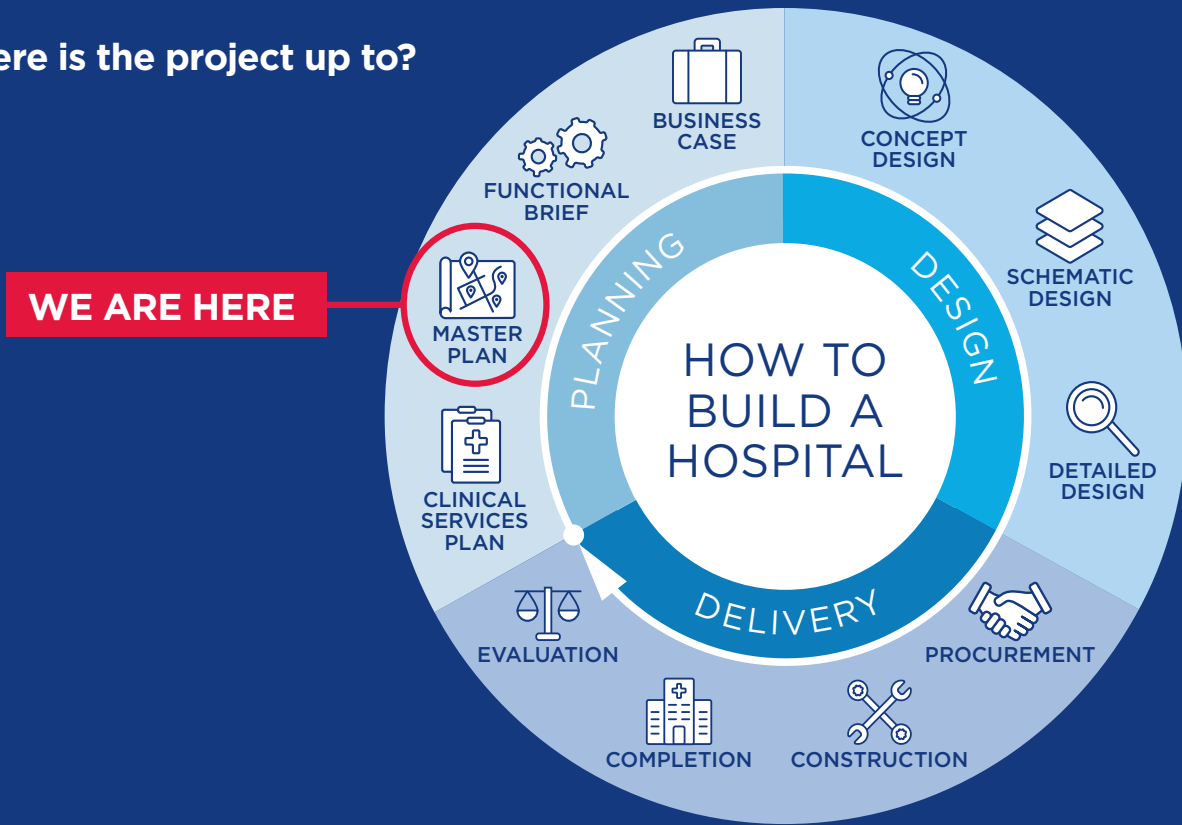 is the project up to?
WE ARE HERE
HOW TO
BUILD A
HOSPITAL
PLANNING
CLINICAL
SERVICES
PLAN
MASTER
PLAN
FUNCTIONAL
BRIEF
BUSINESS
CASE
DESIGN
CONCEPT
DESIGN
SCHEMATIC
DESIGN
DETAILED
DESIGN
DELIVERY
PROCUREMENT
CONSTRUCTION
COMPLETION
EVALUATION